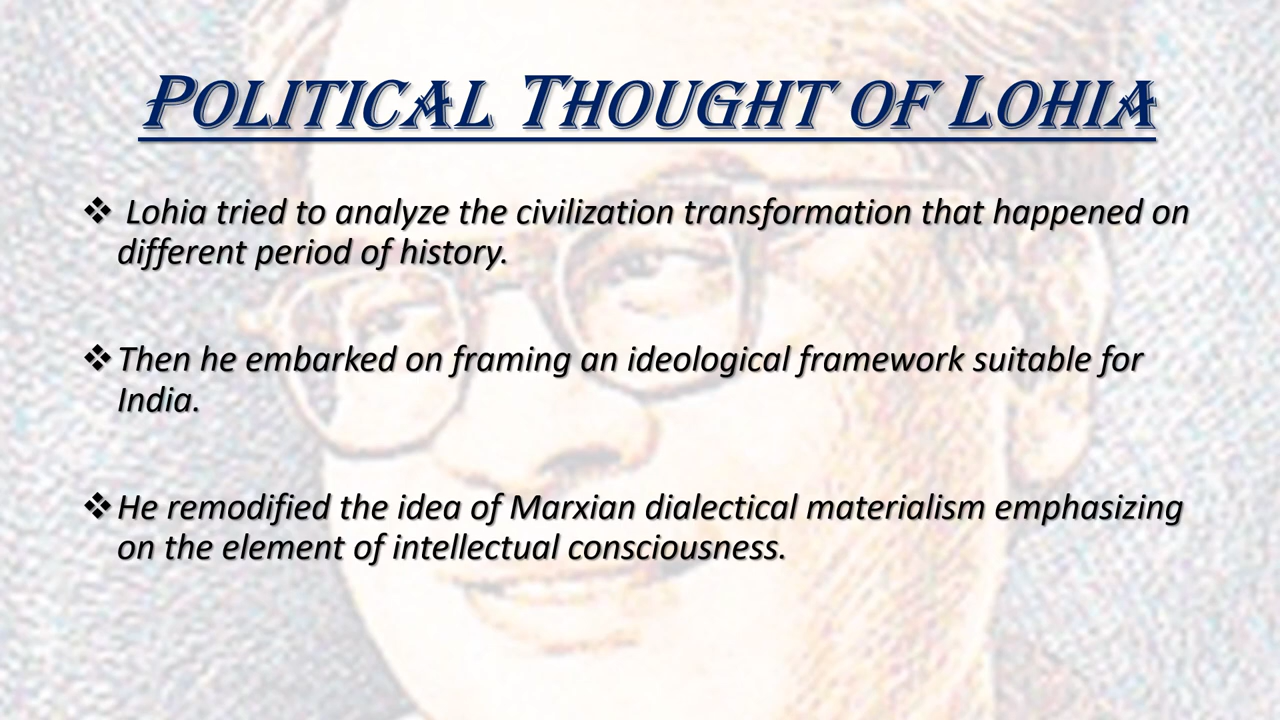 Political Thought of Lohia
❖ Lohia tried to analyze the civilization transformation that happened on
different period of history.
❖ Then he embarked on framing an ideological framework suitable for
India.
❖ He remodified the idea of Marxian dialectical materialism emphasizing
on the element of intellectual consciousness.